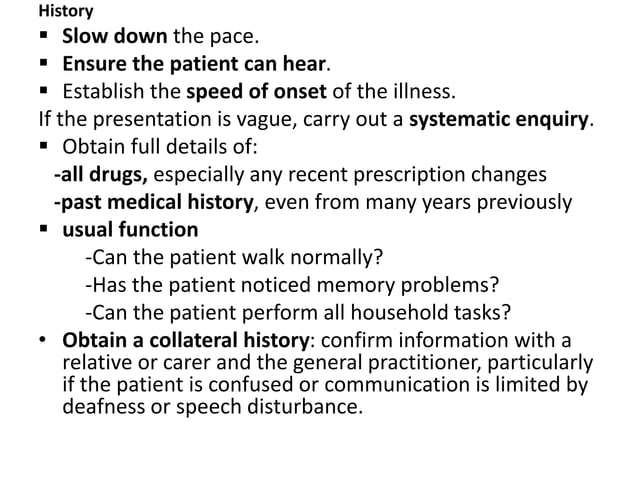 History
▪ Slow down the pace.
▪ Ensure the patient can hear.
▪ Establish the speed of onset of the illness.
If the presentation is vague, carry out a systematic enquiry.
▪ Obtain full details of:
-all drugs, especially any recent prescription changes
-past medical history, even from many years previously
▪ usual function
-Can the patient walk normally?
-Has the patient noticed memory problems?
-Can the patient perform all household tasks?
• Obtain a collateral history: confirm information with a
relative or carer and the general practitioner, particularly
if the patient is confused or communication is limited by
deafness or speech disturbance.